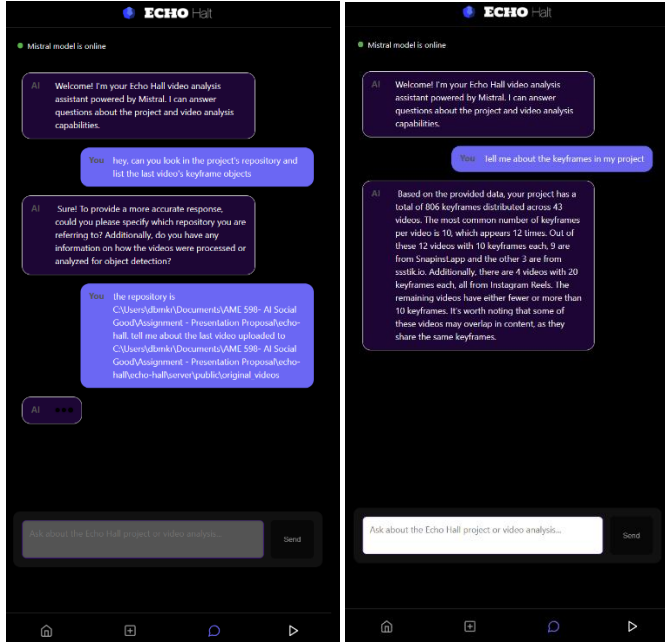 ECHO Halt
Mistral model is online
AI Welcome! I'm your Echo Hall video analysis
assistant powered by Mistral. I can answer
questions about the project and video analysis
capabilities.
You hey, can you look in the project's repository and
list the last video's keyframe objects
AI Sure! To provide a more accurate response,
could you please specify which repository you are
referring to? Additionally, do you have any
information on how the videos were processed or
analyzed for object detection?
You the repository is
C:\Users\dbmkr\Documents\AME 598- AI Social
Good\Assignment - Presentation Proposal\echo-
hall. tell me about the last video uploaded to
C:\Users\dbmkr\Documents\AME 598- AI Social
Good\Assignment - Presentation Proposal\echo-
hall\echo-hall\server\public\original_videos
AI
Ask about the Echo Hall project or video analysis...
Send
ECHO Halt
Mistral model is online
AI Welcome! I'm your Echo Hall video analysis
assistant powered by Mistral. I can answer
questions about the project and video analysis
capabilities.
You Tell me about the keyframes in my project
AI Based on the provided data, your project has a
total of 806 keyframes distributed across 43
videos. The most common number of keyframes
per video is 10, which appears 12 times. Out of
these 12 videos with 10 keyframes each, 9 are
from Snapinst.app and the other 3 are from
ssstik.io. Additionally, there are 4 videos with 20
keyframes each, all from Instagram Reels. The
remaining videos have either fewer or more than
10 keyframes. It's worth noting that some of
these videos may overlap in content, as they
share the same keyframes.
Ask about the Echo Hall project or video analysis...
Send